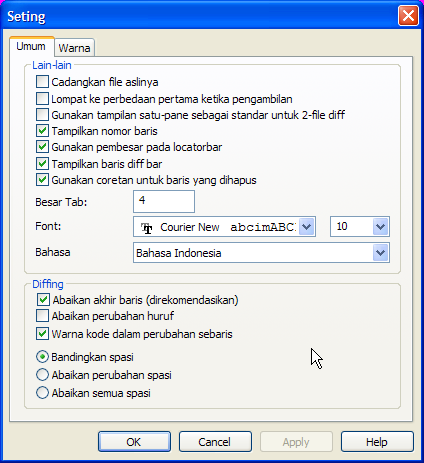 Seting
Umum
Warna
Lain-lain
Cadangkan file aslinya
Lompat ke perbedaan pertama ketika pengambilan
Gunakan tampilan satu-pane sebagai standar untuk 2-file diff
Tampilkan nomor baris
Gunakan pembesar pada locatorbar
Tampilkan baris diff bar
Gunakan coretan untuk baris yang dihapus
Besar Tab: 4
Font: Courier New abcimABC 10
Bahasa Bahasa Indonesia
Diffing
Abaikan akhir baris (direkomendasikan)
Abaikan perubahan huruf
Warna kode dalam perubahan sebaris
Bandingkan spasi
Abaikan perubahan spasi
Abaikan semua spasi
OK Cancel Apply Help